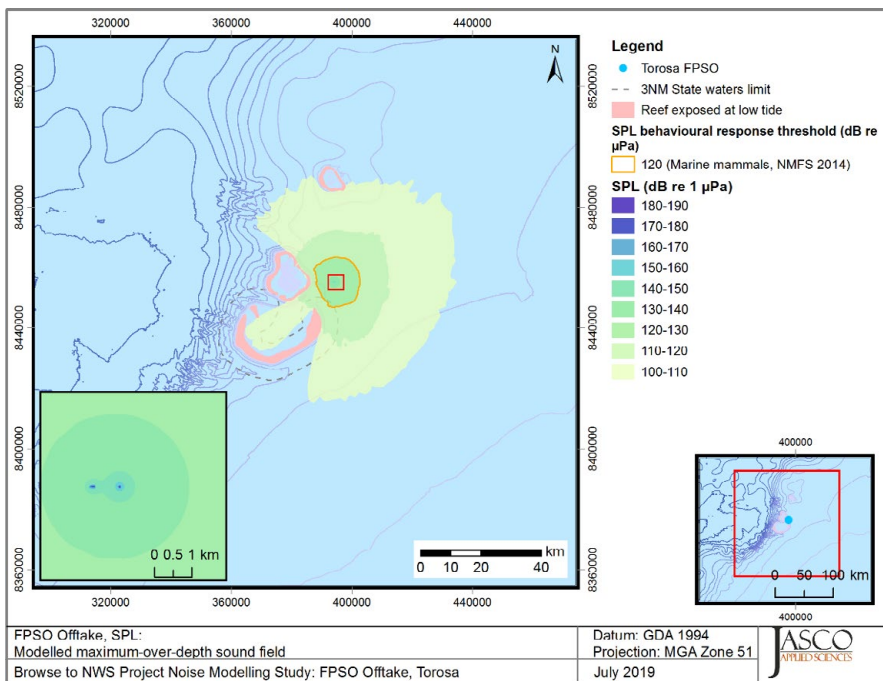 320000 360000 400000 440000
8520000
8480000
8440000
8400000
8360000
N
0 0.5 1 km
km
0 10 20 40
320000 360000 400000 440000
Legend
Torosa FPSO
3NM State waters limit
Reef exposed at low tide
SPL behavioural response threshold (dB re
µPa)
120 (Marine mammals, NMFS 2014)
SPL (dB re 1 µPa)
180-190
170-180
160-170
150-160
140-150
130-140
120-130
110-120
100-110
400000
0 50 100 km
400000
FPSO Offtake, SPL:
Modelled maximum-over-depth sound field
Browse to NWS Project Noise Modelling Study: FPSO Offtake, Torosa
Datum: GDA 1994
Projection: MGA Zone 51
July 2019
JASCO
APPLIED SCIENCES